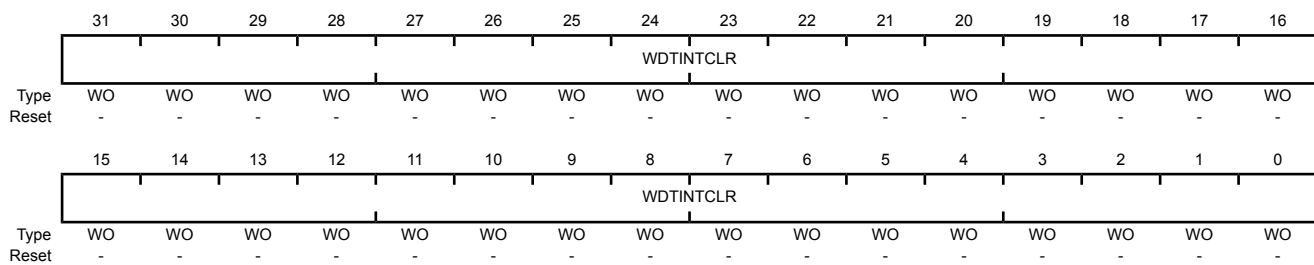 31 30 29 28 27 26 25 24 23 22 21 20 19 18 17 16
WDTINTCLR
Type WO WO WO WO WO WO WO WO WO WO WO WO WO WO WO WO
Reset - - - - - - - - - - - - - - - -
15 14 13 12 11 10 9 8 7 6 5 4 3 2 1 0
WDTINTCLR
Type WO WO WO WO WO WO WO WO WO WO WO WO WO WO WO WO
Reset - - - - - - - - - - - - - - - -